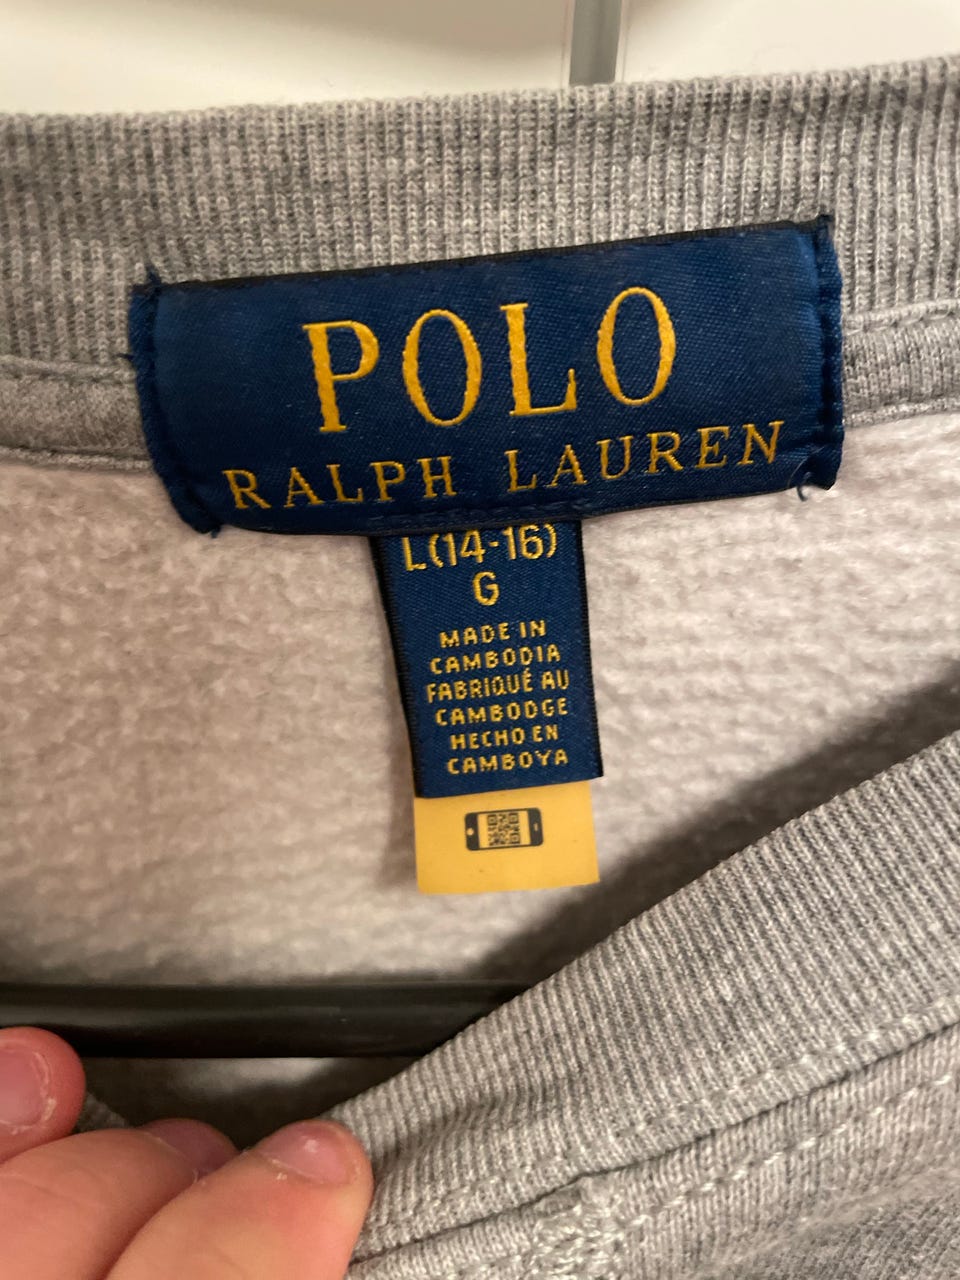 POLO
RALPH LAUREN
L(14-16)
G
MADE IN
CAMBODIA
FABRIQUÉ AU
CAMBODGE
HECHO EN
CAMBOYA